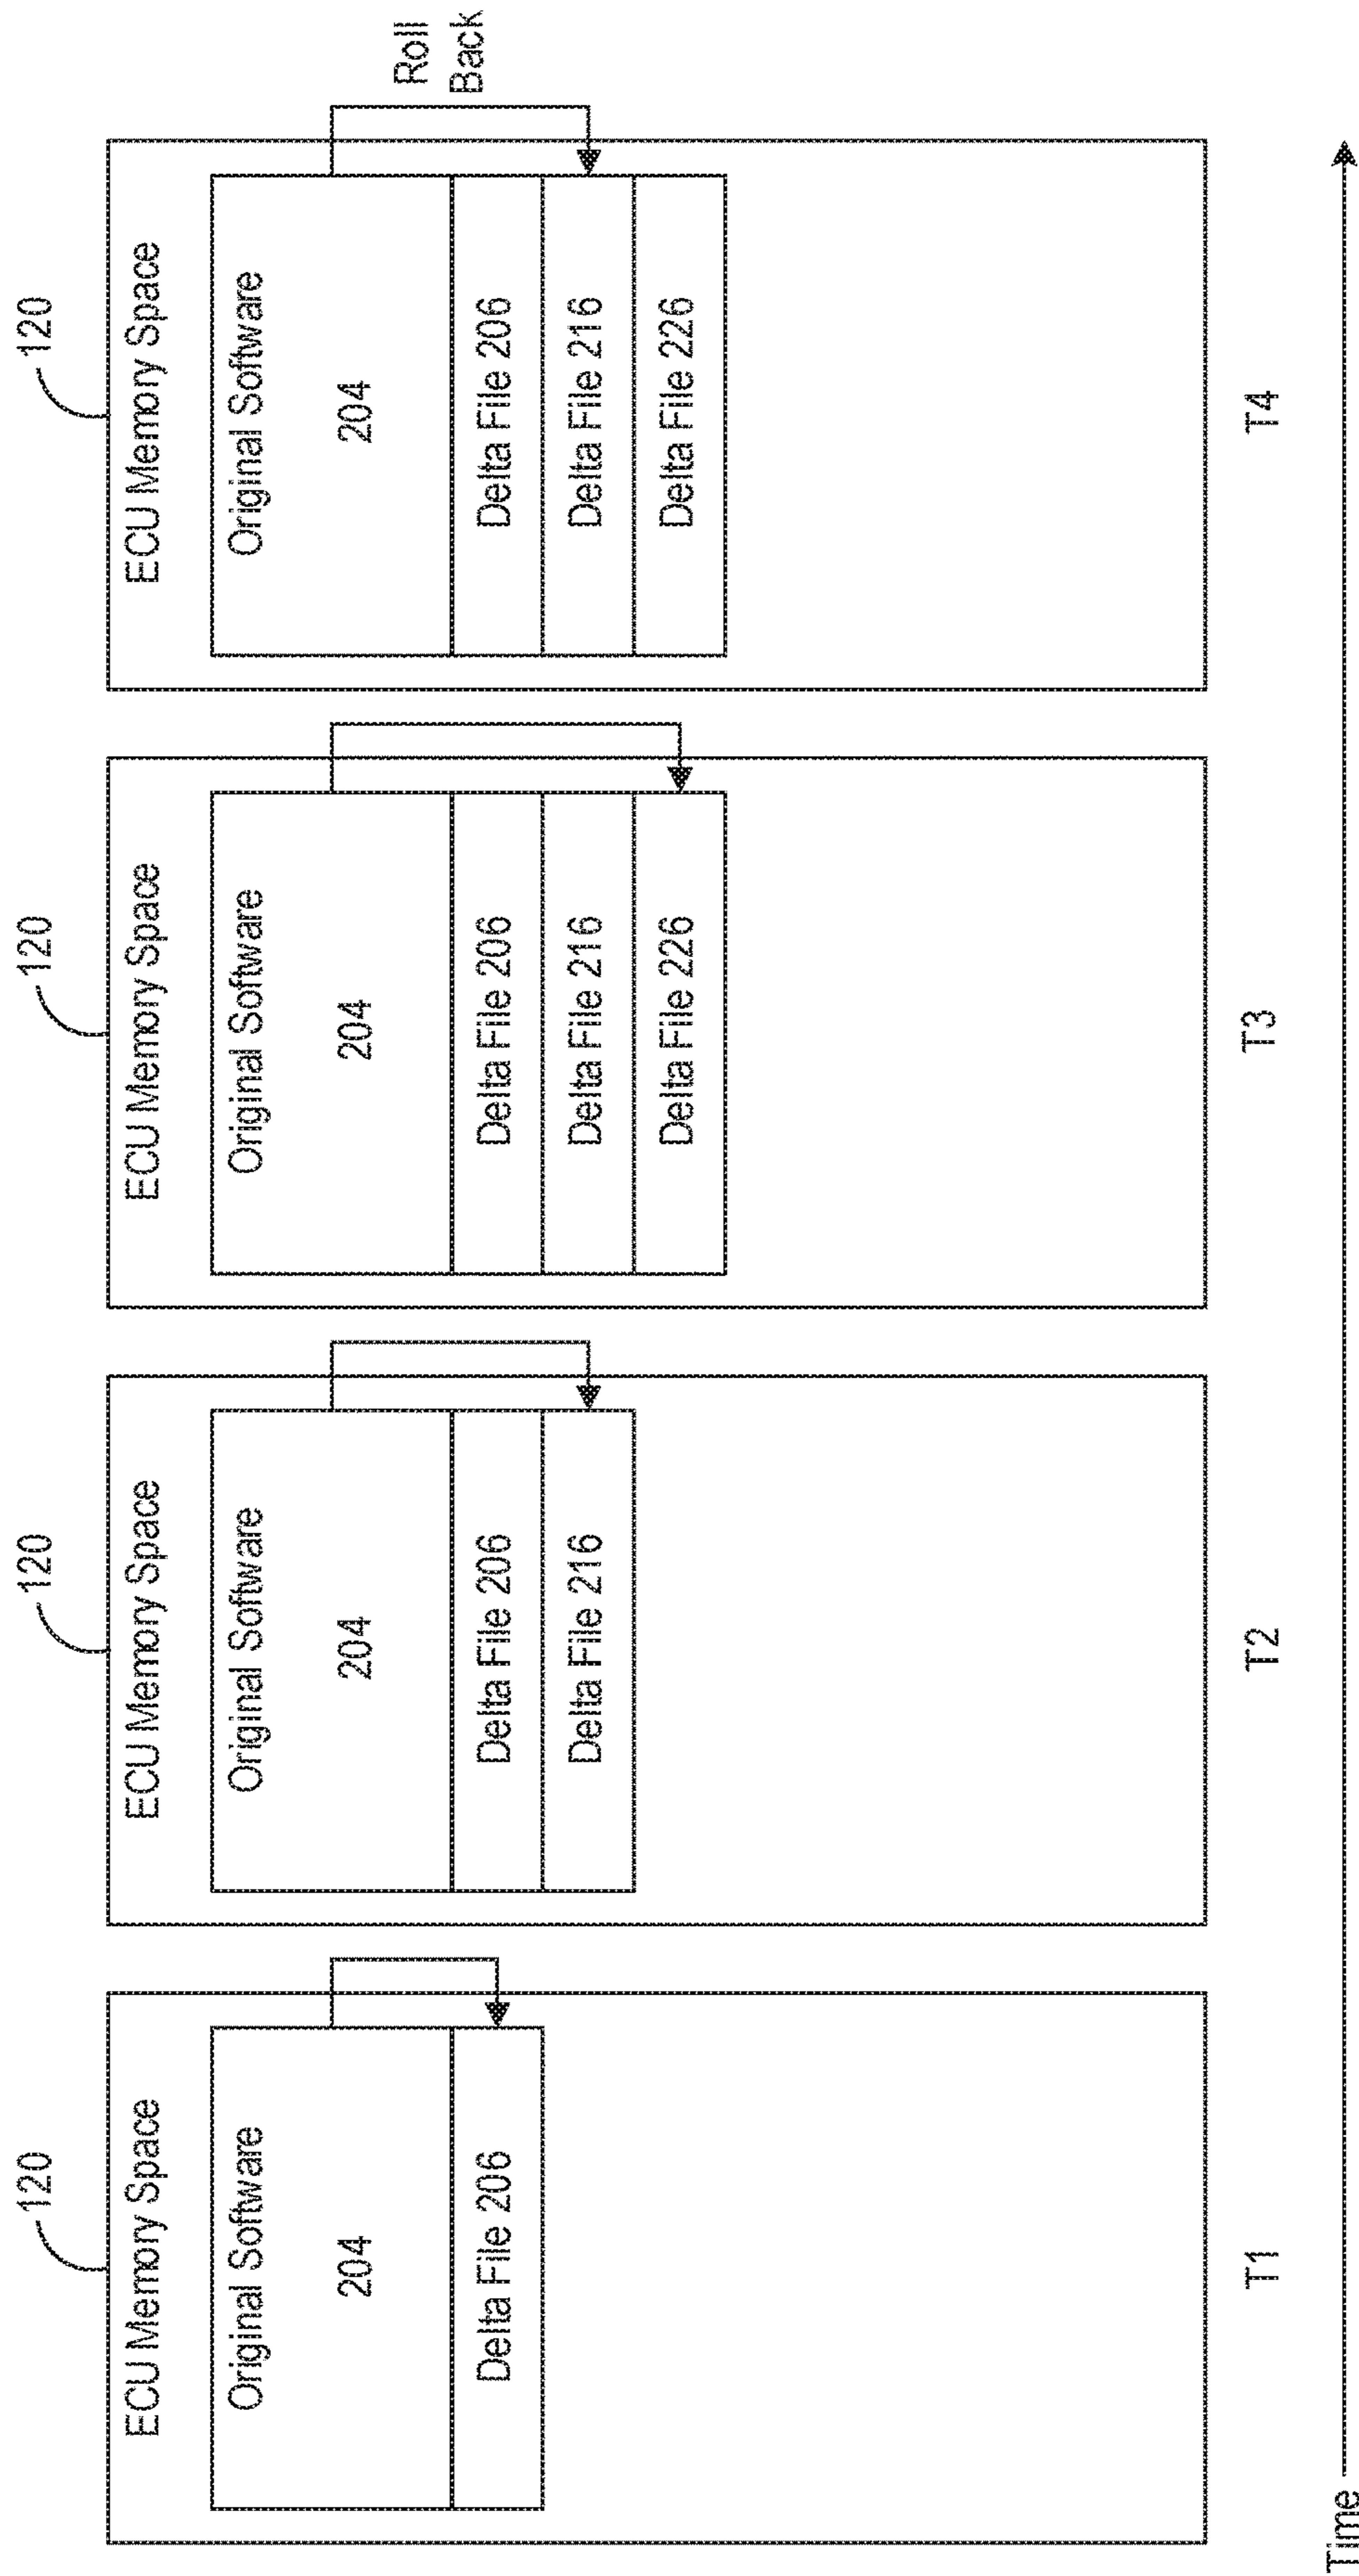 120
ECU Memory Space
Original Software
204
Delta File 206
T1
120
ECU Memory Space
Original Software
204
Delta File 206
Delta File 216
T2
120
ECU Memory Space
Original Software
204
Delta File 206
Delta File 216
Delta File 226
T3
120
ECU Memory Space
Original Software
204
Delta File 206
Delta File 216
Delta File 226
T4
Roll
Back
Time